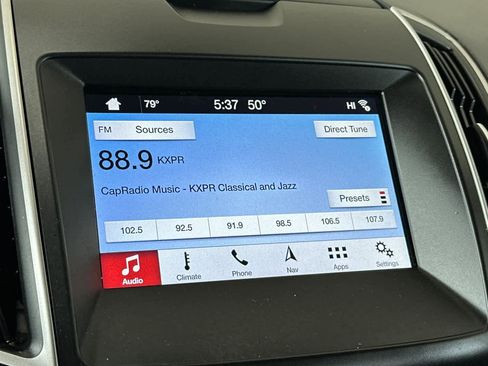 79° 5:37 50° HI
FM Sources Direct Tune
88.9 KXPR
CapRadio Music - KXPR Classical and Jazz
Presets
102.5 92.5 91.9 98.5 106.5 107.9
Audio Climate Phone Nav Apps Settings